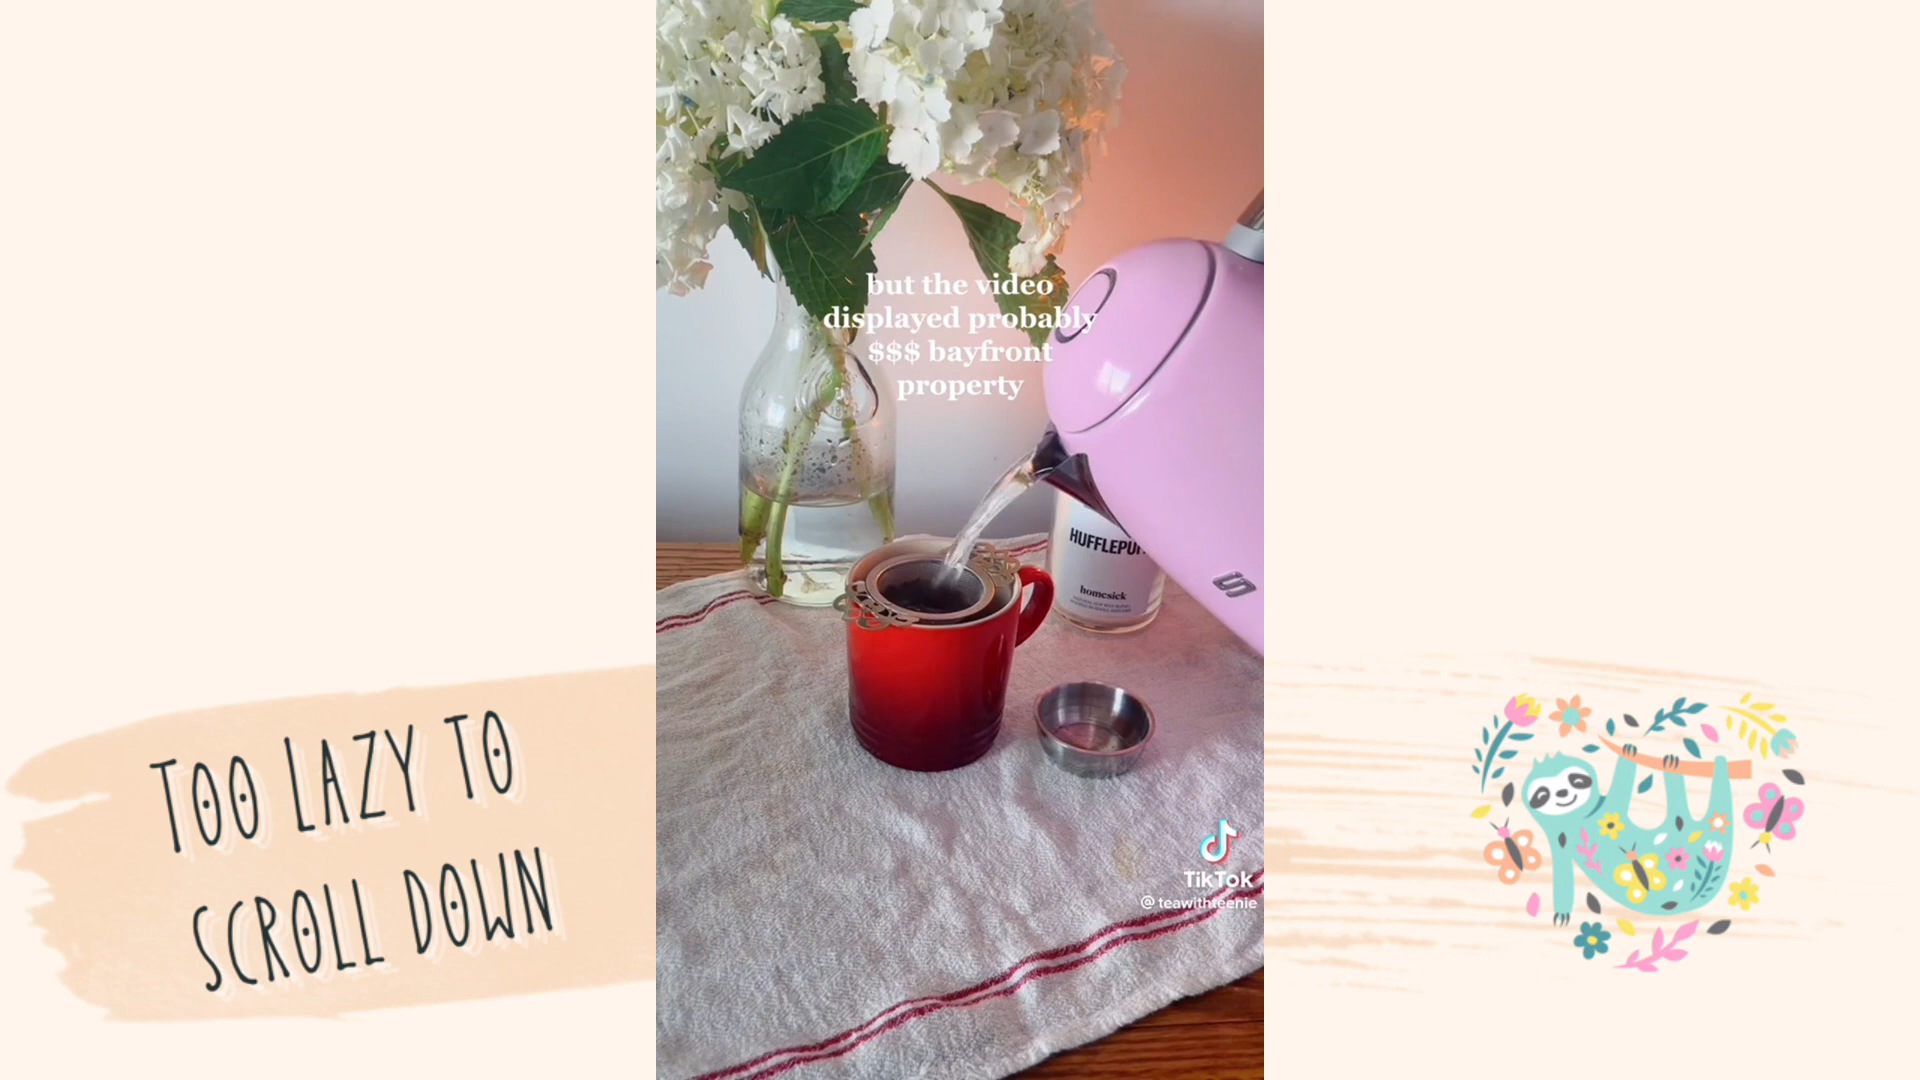 but the video
displayed probably
$$$ bayfront
property
HUFFLEPU
homesick
TikTok
@teawithteenie
TOO LAZY TO
SCROLL DOWN